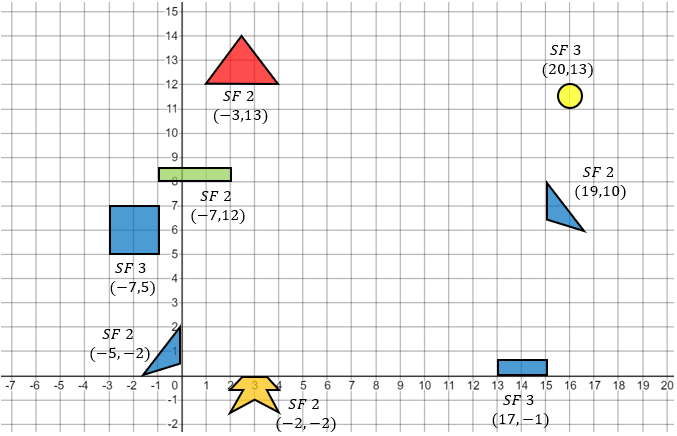 15
14
SF 3
13
(20,13)
12
SF 2
11
(−3,13)
10
9
SF 2
8
(19,10)
SF 2
7
(−7,12)
6
5
SF 3
4
(−7,5)
3
2
SF 2
1
(−5,−2)
-7 -6 -5 -4 -3 -2 -1 0 1 2 3 4 5 6 7 8 9 10 11 12 13 14 15 16 17 18 19 20
-1
SF 2
(−2,−2)
SF 3
(17,−1)
-2